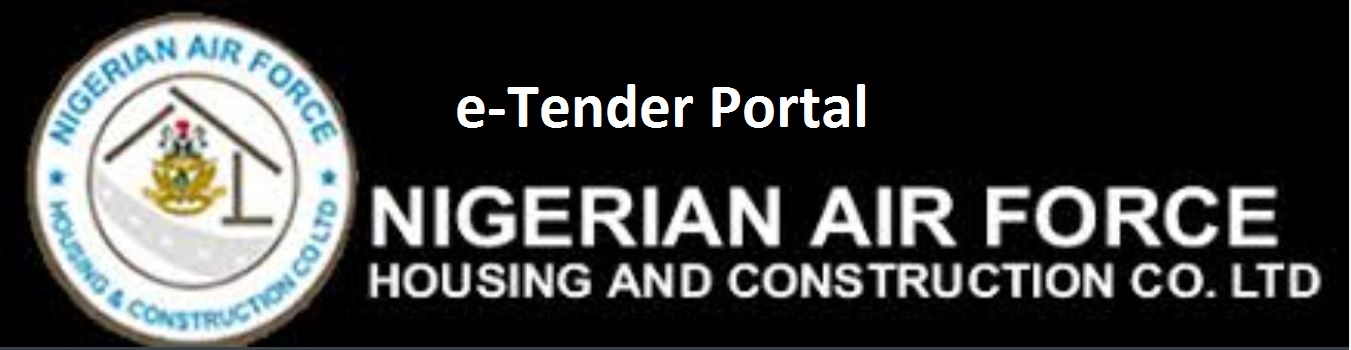 NIGERIAN AIR FORCE
HOUSING & CONSTRUCTION CO LTD
e-Tender Portal
NIGERIAN AIR FORCE
HOUSING AND CONSTRUCTION CO. LTD